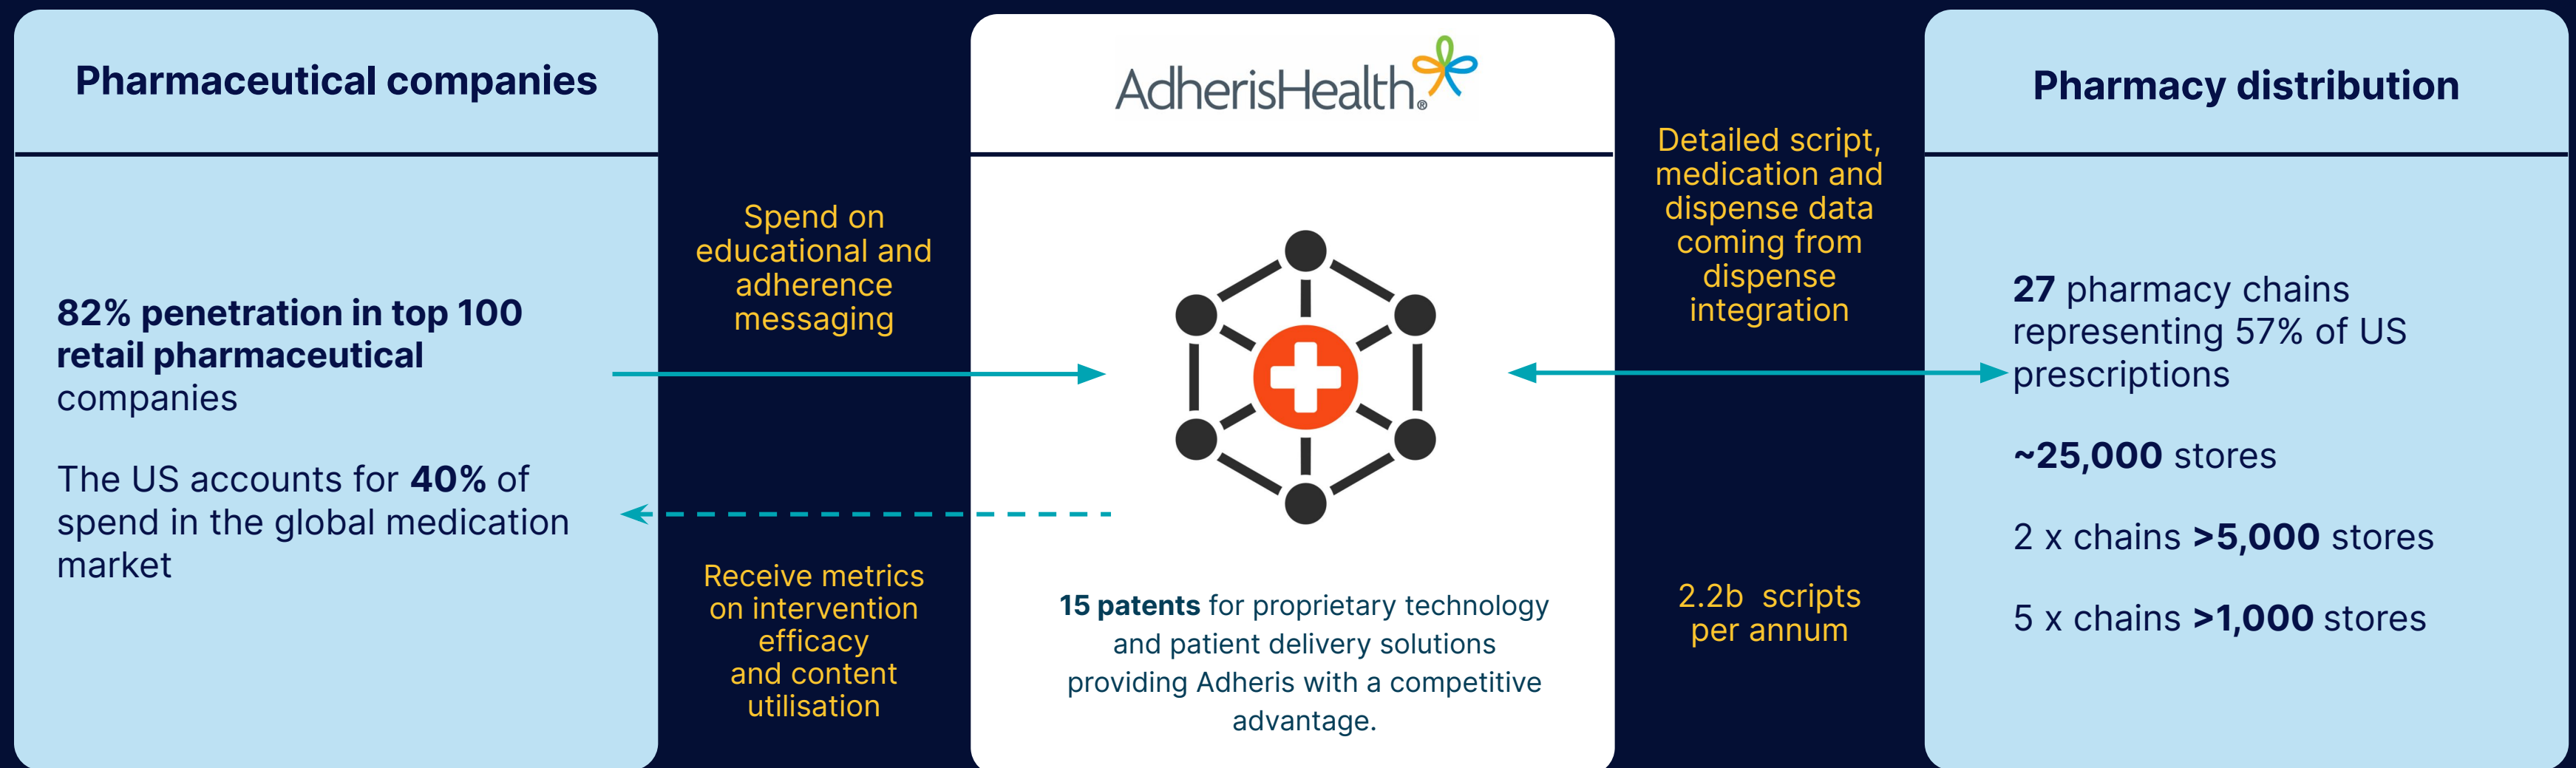 Pharmaceutical companies
82% penetration in top 100
retail pharmaceutical
companies
The US accounts for 40% of
spend in the global medication
market
Spend on
educational and
adherence
messaging
Receive metrics
on intervention
efficacy
and content
utilisation
AdherisHealth®
15 patents for proprietary technology
and patient delivery solutions
providing Adheris with a competitive
advantage.
Detailed script,
medication and
dispense data
coming from
dispense
integration
2.2b scripts
per annum
Pharmacy distribution
27 pharmacy chains
representing 57% of US
prescriptions
~25,000 stores
2 x chains >5,000 stores
5 x chains >1,000 stores